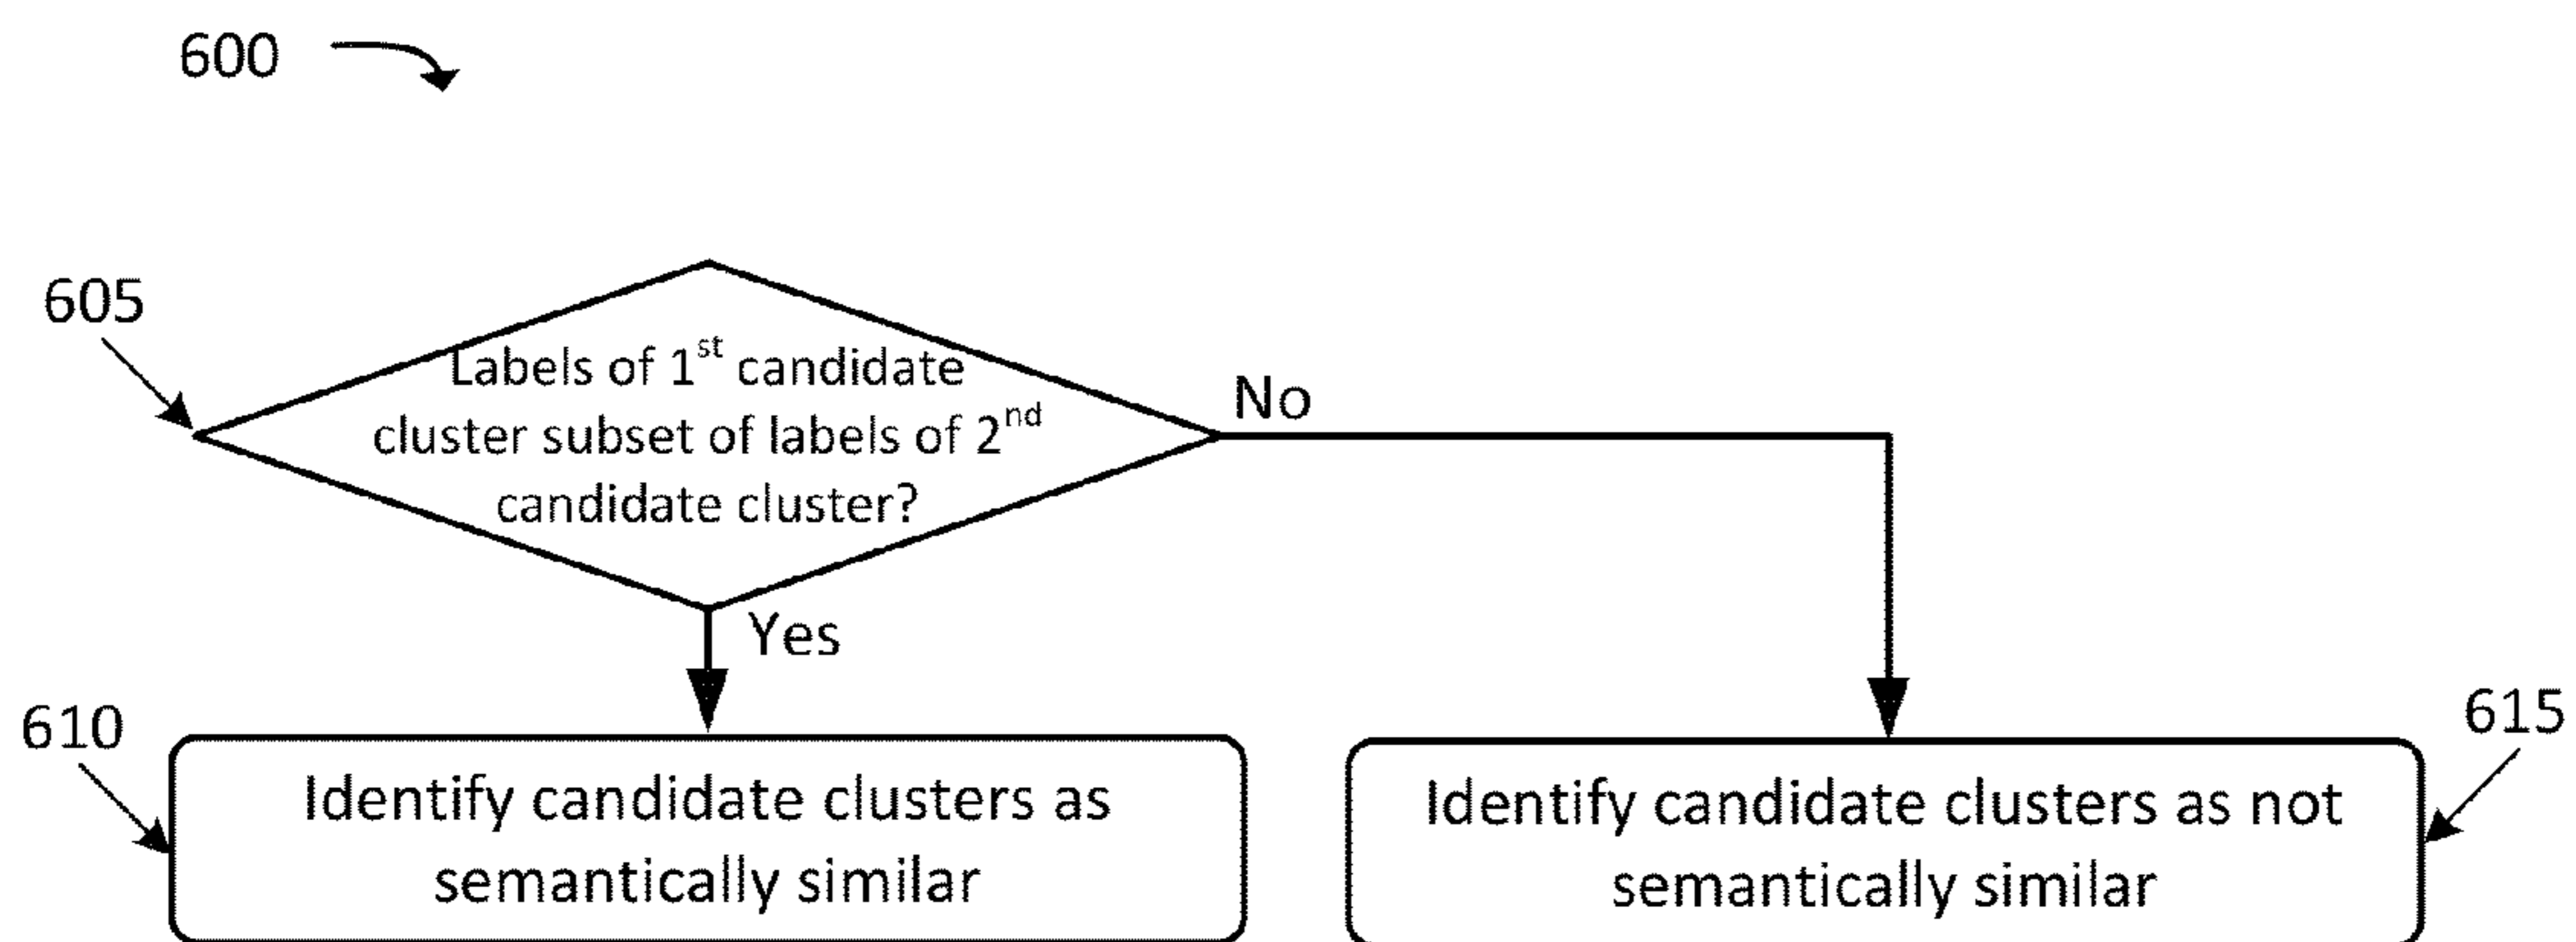 600
605
Labels of 1st candidate
cluster subset of labels of 2nd
candidate cluster?
No
Yes
610
Identify candidate clusters as
semantically similar
615
Identify candidate clusters as not
semantically similar